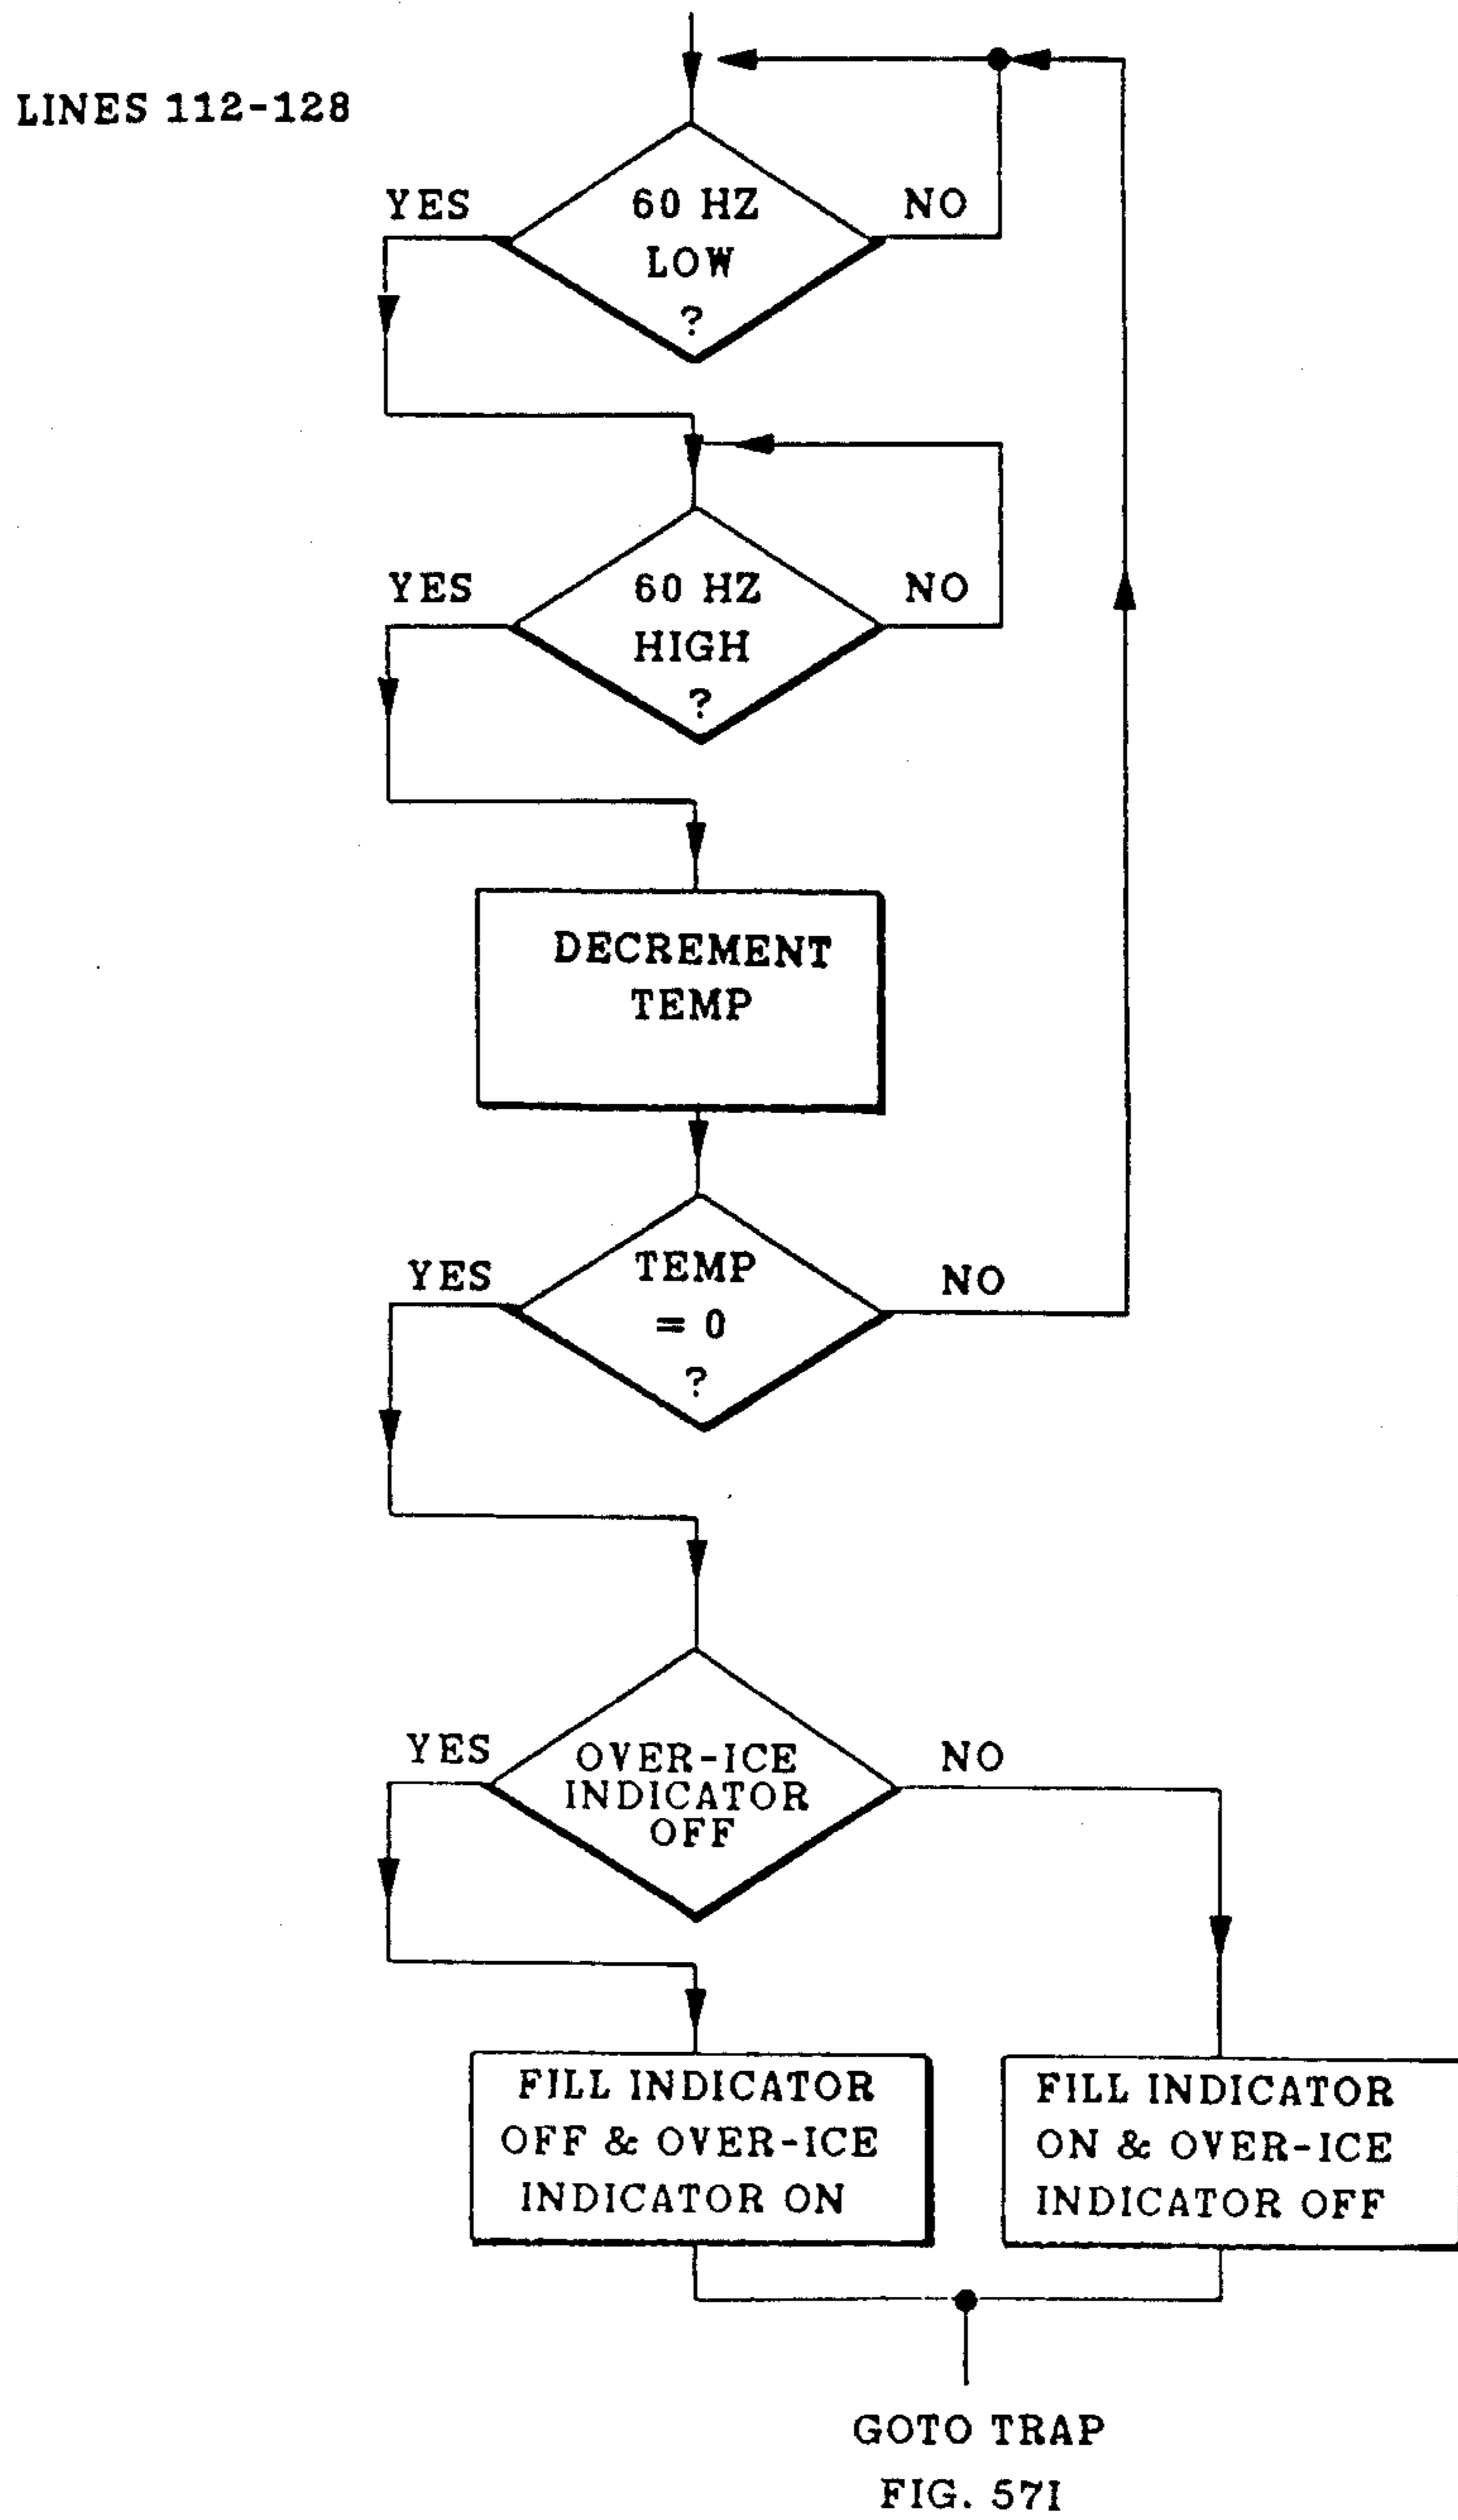 LINES 112-128
YES
60 HZ
LOW
?
NO
YES
60 HZ
HIGH
?
NO
DECREMENT
TEMP
YES
TEMP
= 0
?
NO
YES
OVER-ICE
INDICATOR
OFF
NO
FILL INDICATOR
OFF & OVER-ICE
INDICATOR ON
FILL INDICATOR
ON & OVER-ICE
INDICATOR OFF
GOTO TRAP
FIG. 57I